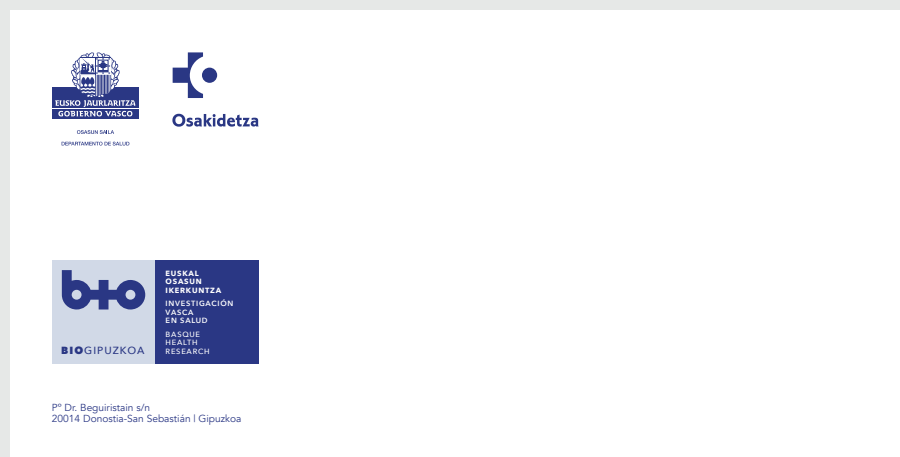 EUSKO JAURLARITZA
GOBIERNO VASCO
OSASUN SAILA
DEPARTAMENTO DE SALUD
Osakidetza
bio
BIOGIPUZKOA
EUSKAL
OSASUN
IKERKUNTZA
INVESTIGACIÓN
VASCA
EN SALUD
BASQUE
HEALTH
RESEARCH
Pº Dr. Beguiristain s/n
20014 Donostia-San Sebastián | Gipuzkoa